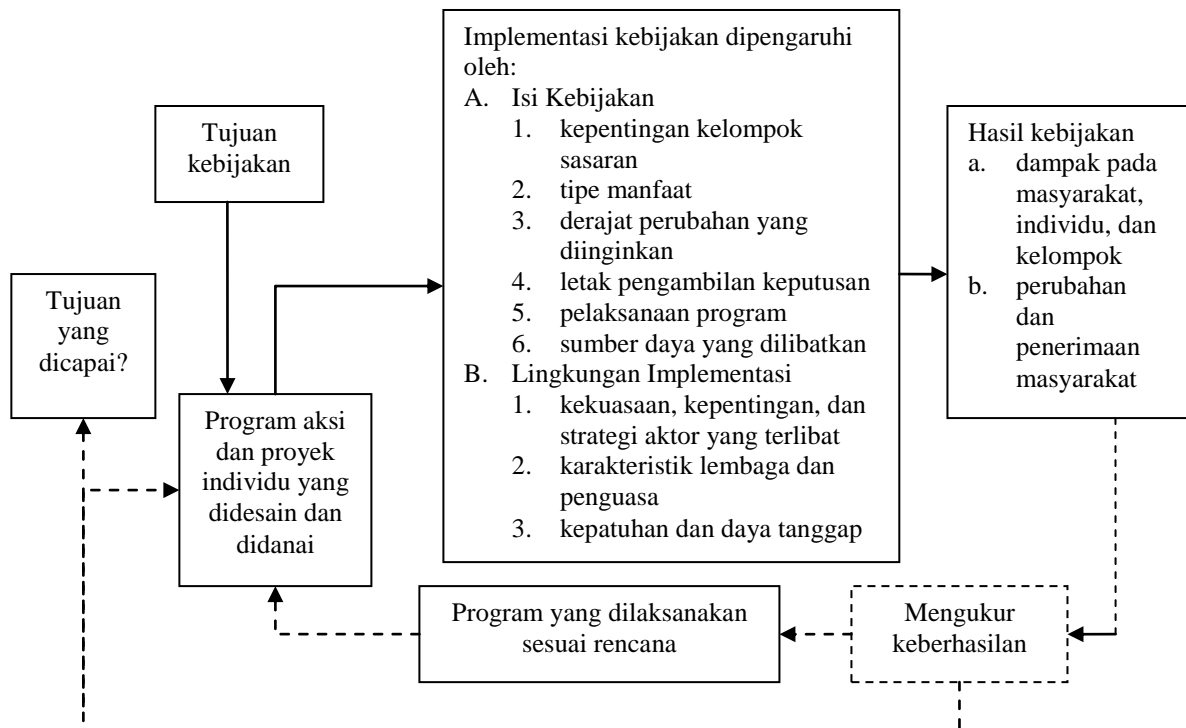 Tujuan
kebijakan
Tujuan
yang
dicapai?
Program aksi
dan proyek
individu yang
didesain dan
didanai
Implementasi kebijakan dipengaruhi
oleh:
A. Isi Kebijakan
1. kepentingan kelompok
sasaran
2. tipe manfaat
3. derajat perubahan yang
diinginkan
4. letak pengambilan keputusan
5. pelaksanaan program
6. sumber daya yang dilibatkan
B. Lingkungan Implementasi
1. kekuasaan, kepentingan, dan
strategi aktor yang terlibat
2. karakteristik lembaga dan
penguasa
3. kepatuhan dan daya tanggap
Hasil kebijakan
a. dampak pada
masyarakat,
individu, dan
kelompok
b. perubahan
dan
penerimaan
masyarakat
Program yang dilaksanakan
sesuai rencana
Mengukur
keberhasilan